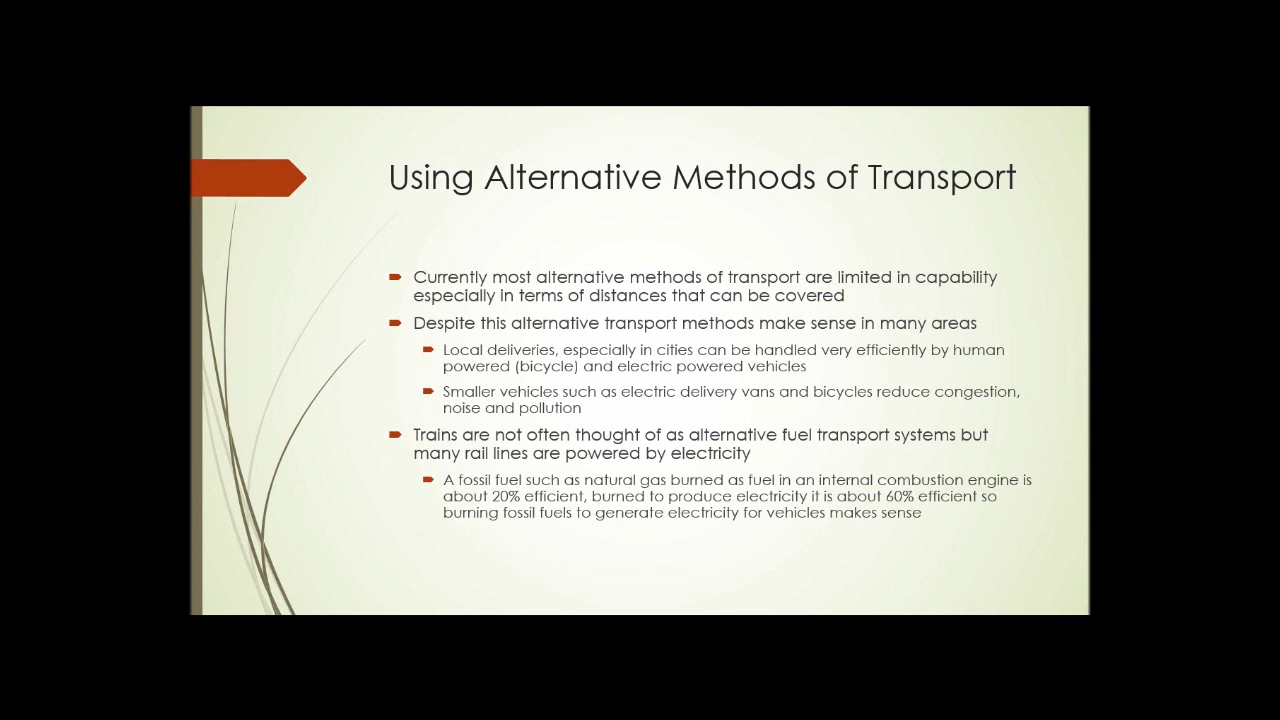 Using Alternative Methods of Transport
Currently most alternative methods of transport are limited in capability
especially in terms of distances that can be covered
Despite this alternative transport methods make sense in many areas
Local deliveries, especially in cities can be handled very efficiently by human
powered (bicycle) and electric powered vehicles
Smaller vehicles such as electric delivery vans and bicycles reduce congestion,
noise and pollution
Trains are not often thought of as alternative fuel transport systems but
many rail lines are powered by electricity
A fossil fuel such as natural gas burned as fuel in an internal combustion engine is
about 20% efficient, burned to produce electricity it is about 60% efficient so
burning fossil fuels to generate electricity for vehicles makes sense